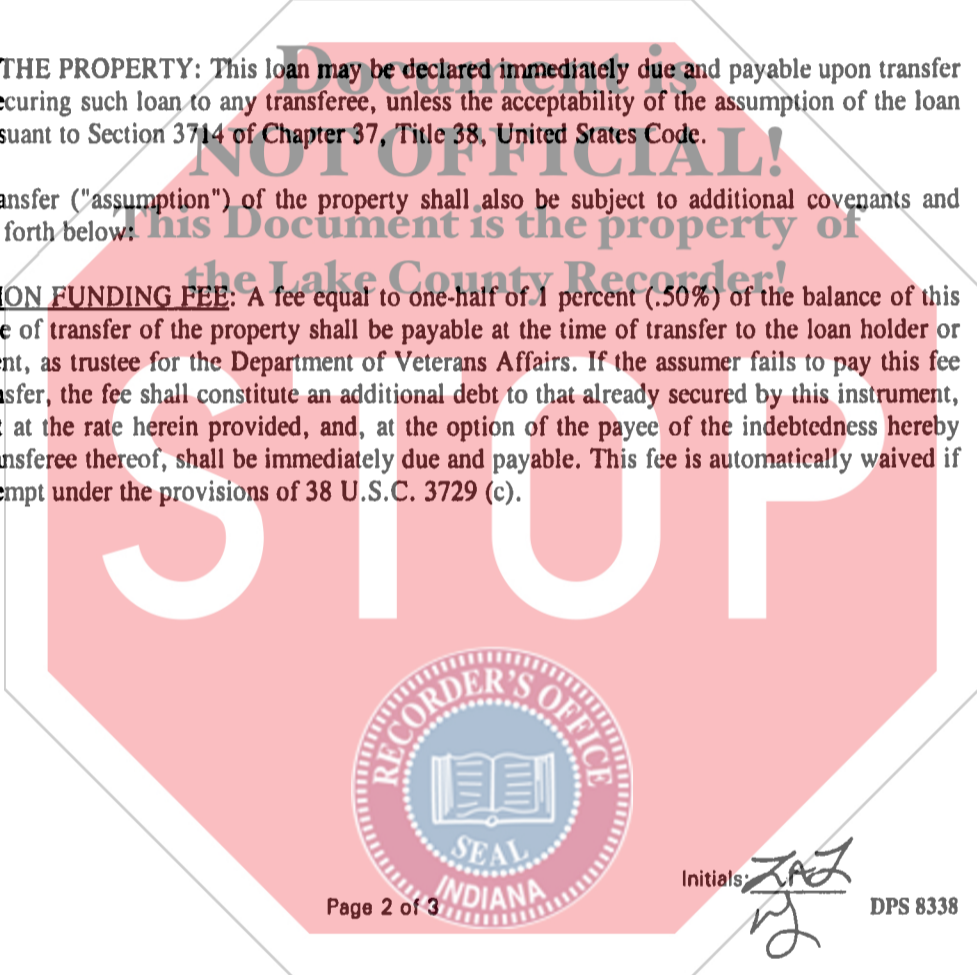 Document is
THE PROPERTY: This loan may be declared immediately due and payable upon transfer
ecuring such loan to any transferee, unless the acceptability of the assumption of the loan
suant to Section 3714 of Chapter 37, Title 38, United States Code.
NOT OFFICIAL!
ansfer ("assumption") of the property shall also be subject to additional covenants and
forth below:
This Document is the property of
the Lake County Recorder!
ION FUNDING FEE: A fee equal to one-half of 1 percent (.50%) of the balance of this
e of transfer of the property shall be payable at the time of transfer to the loan holder or
nt, as trustee for the Department of Veterans Affairs. If the assumer fails to pay this fee
sfer, the fee shall constitute an additional debt to that already secured by this instrument,
at the rate herein provided, and, at the option of the payee of the indebtedness hereby
nsferee thereof, shall be immediately due and payable. This fee is automatically waived if
empt under the provisions of 38 U.S.C. 3729 (c).
STOP
RECORDER'S OFFICE
SEAL
INDIANA
Initials:
Page 2 of 3
DPS 8338